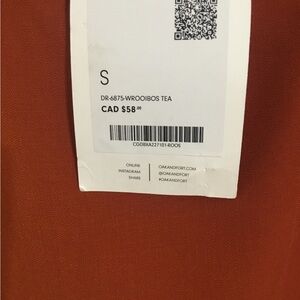 S
DR-6875-WROOIBOS TEA
CAD $58.00
ONLINE OAKANDFORT.COM
INSTAGRAM @OAKANDFORT
SHARE #OAKANDFORT